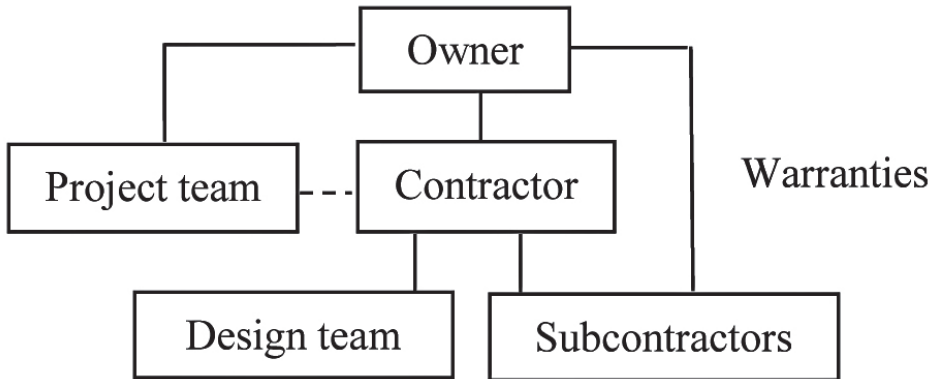 Owner
Project team
Contractor
Warranties
Design team
Subcontractors